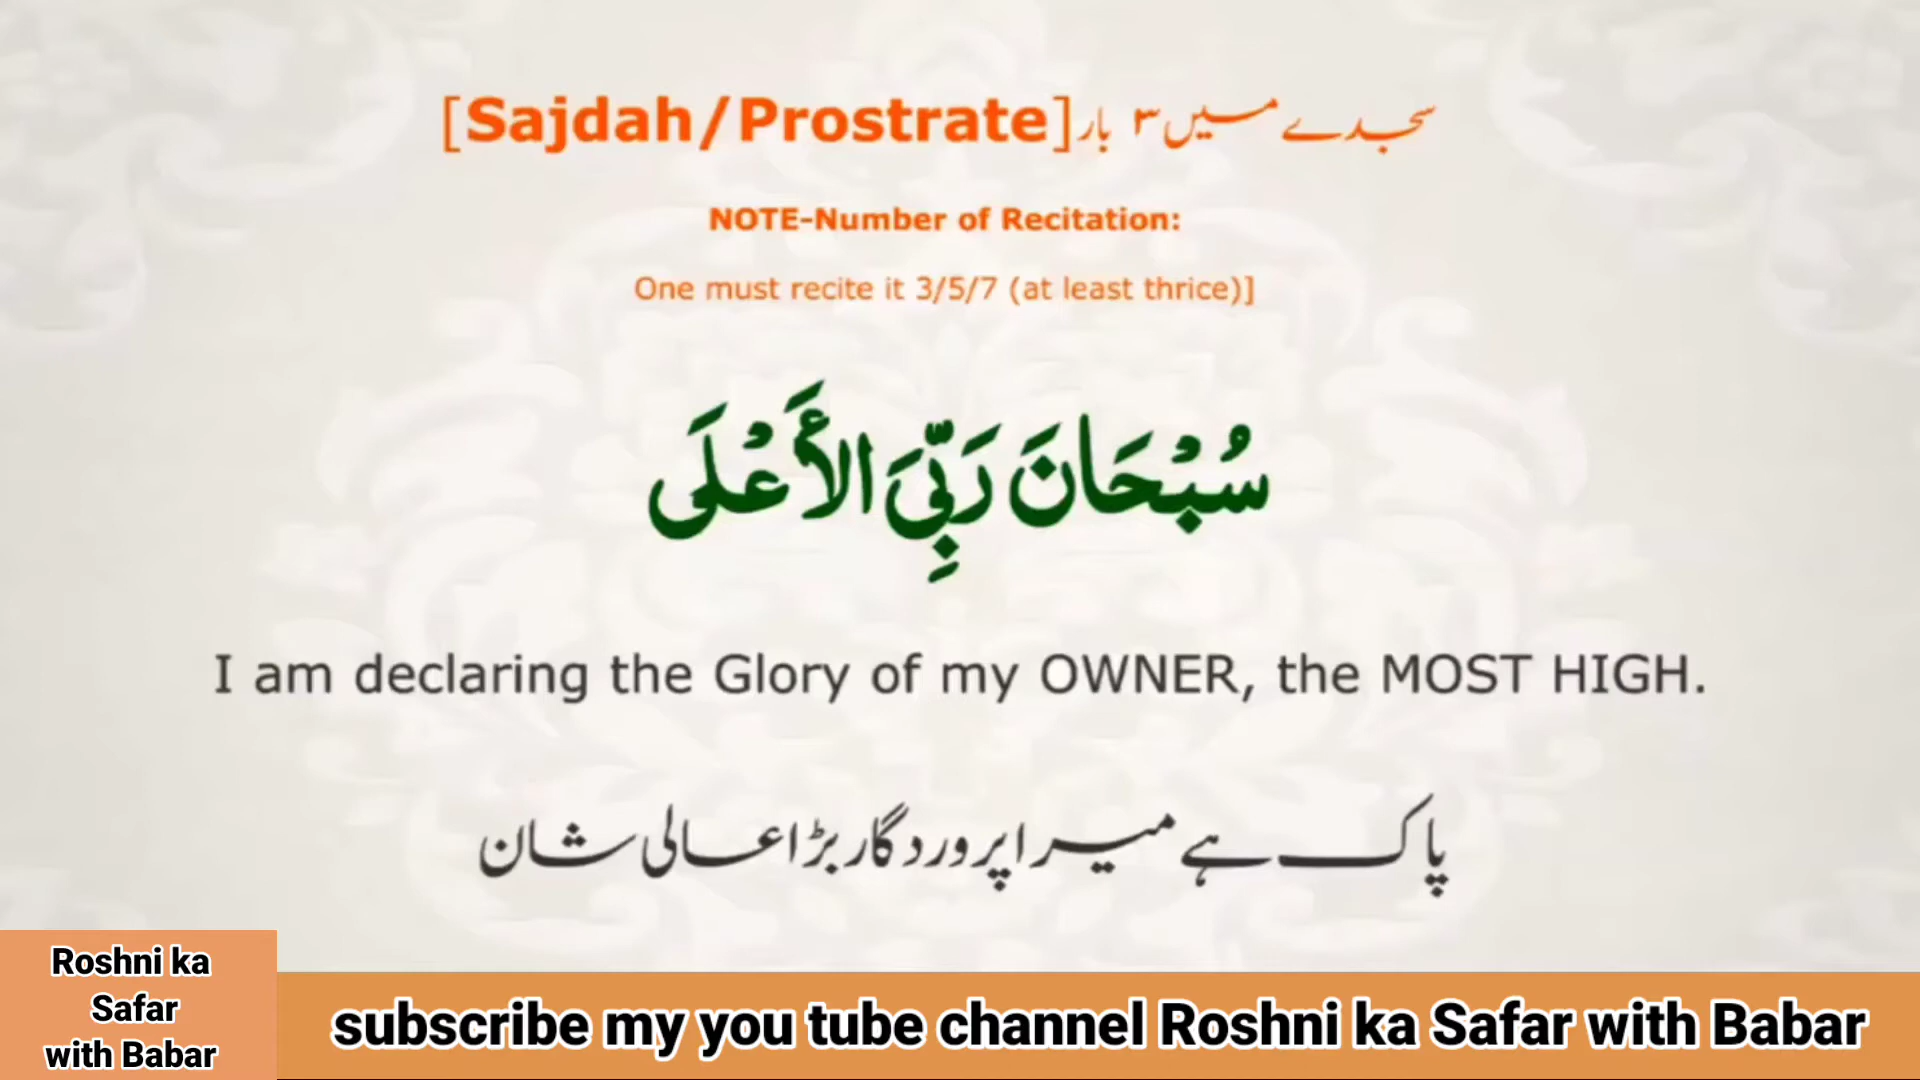 [Sajdah/Prostrate]سجدے میں ۳ بار
NOTE-Number of Recitation:
One must recite it 3/5/7 (at least thrice)]
سُبْحَانَ رَبِّیَ الأَعْلَی
I am declaring the Glory of my OWNER, the MOST HIGH.
پاک ہے میرا پروردگار بڑا عالی شان
Roshni ka
Safar
with Babar
subscribe my you tube channel Roshni ka Safar with Babar